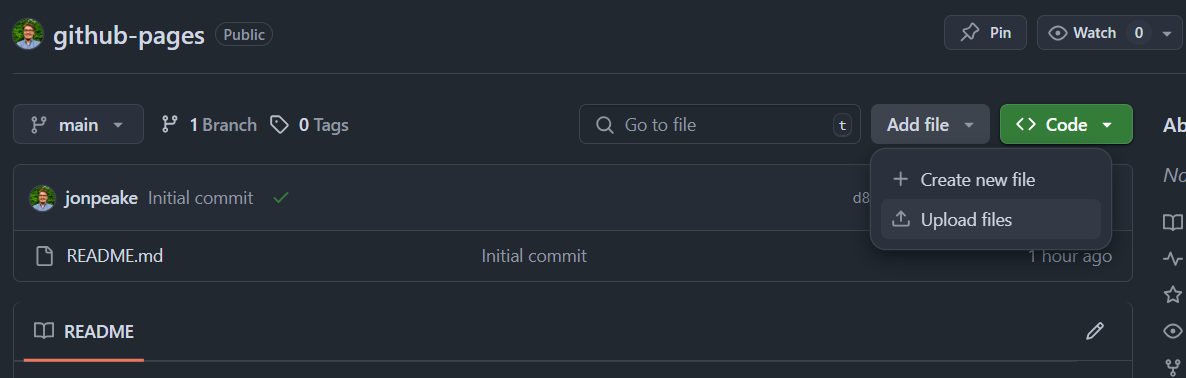 github-pages Public Pin Watch 0
main 1 Branch 0 Tags Go to file t Add file Code
Ab
Create new file
No
jonpeake Initial commit d8
Upload files
README.md Initial commit 1 hour ago
README